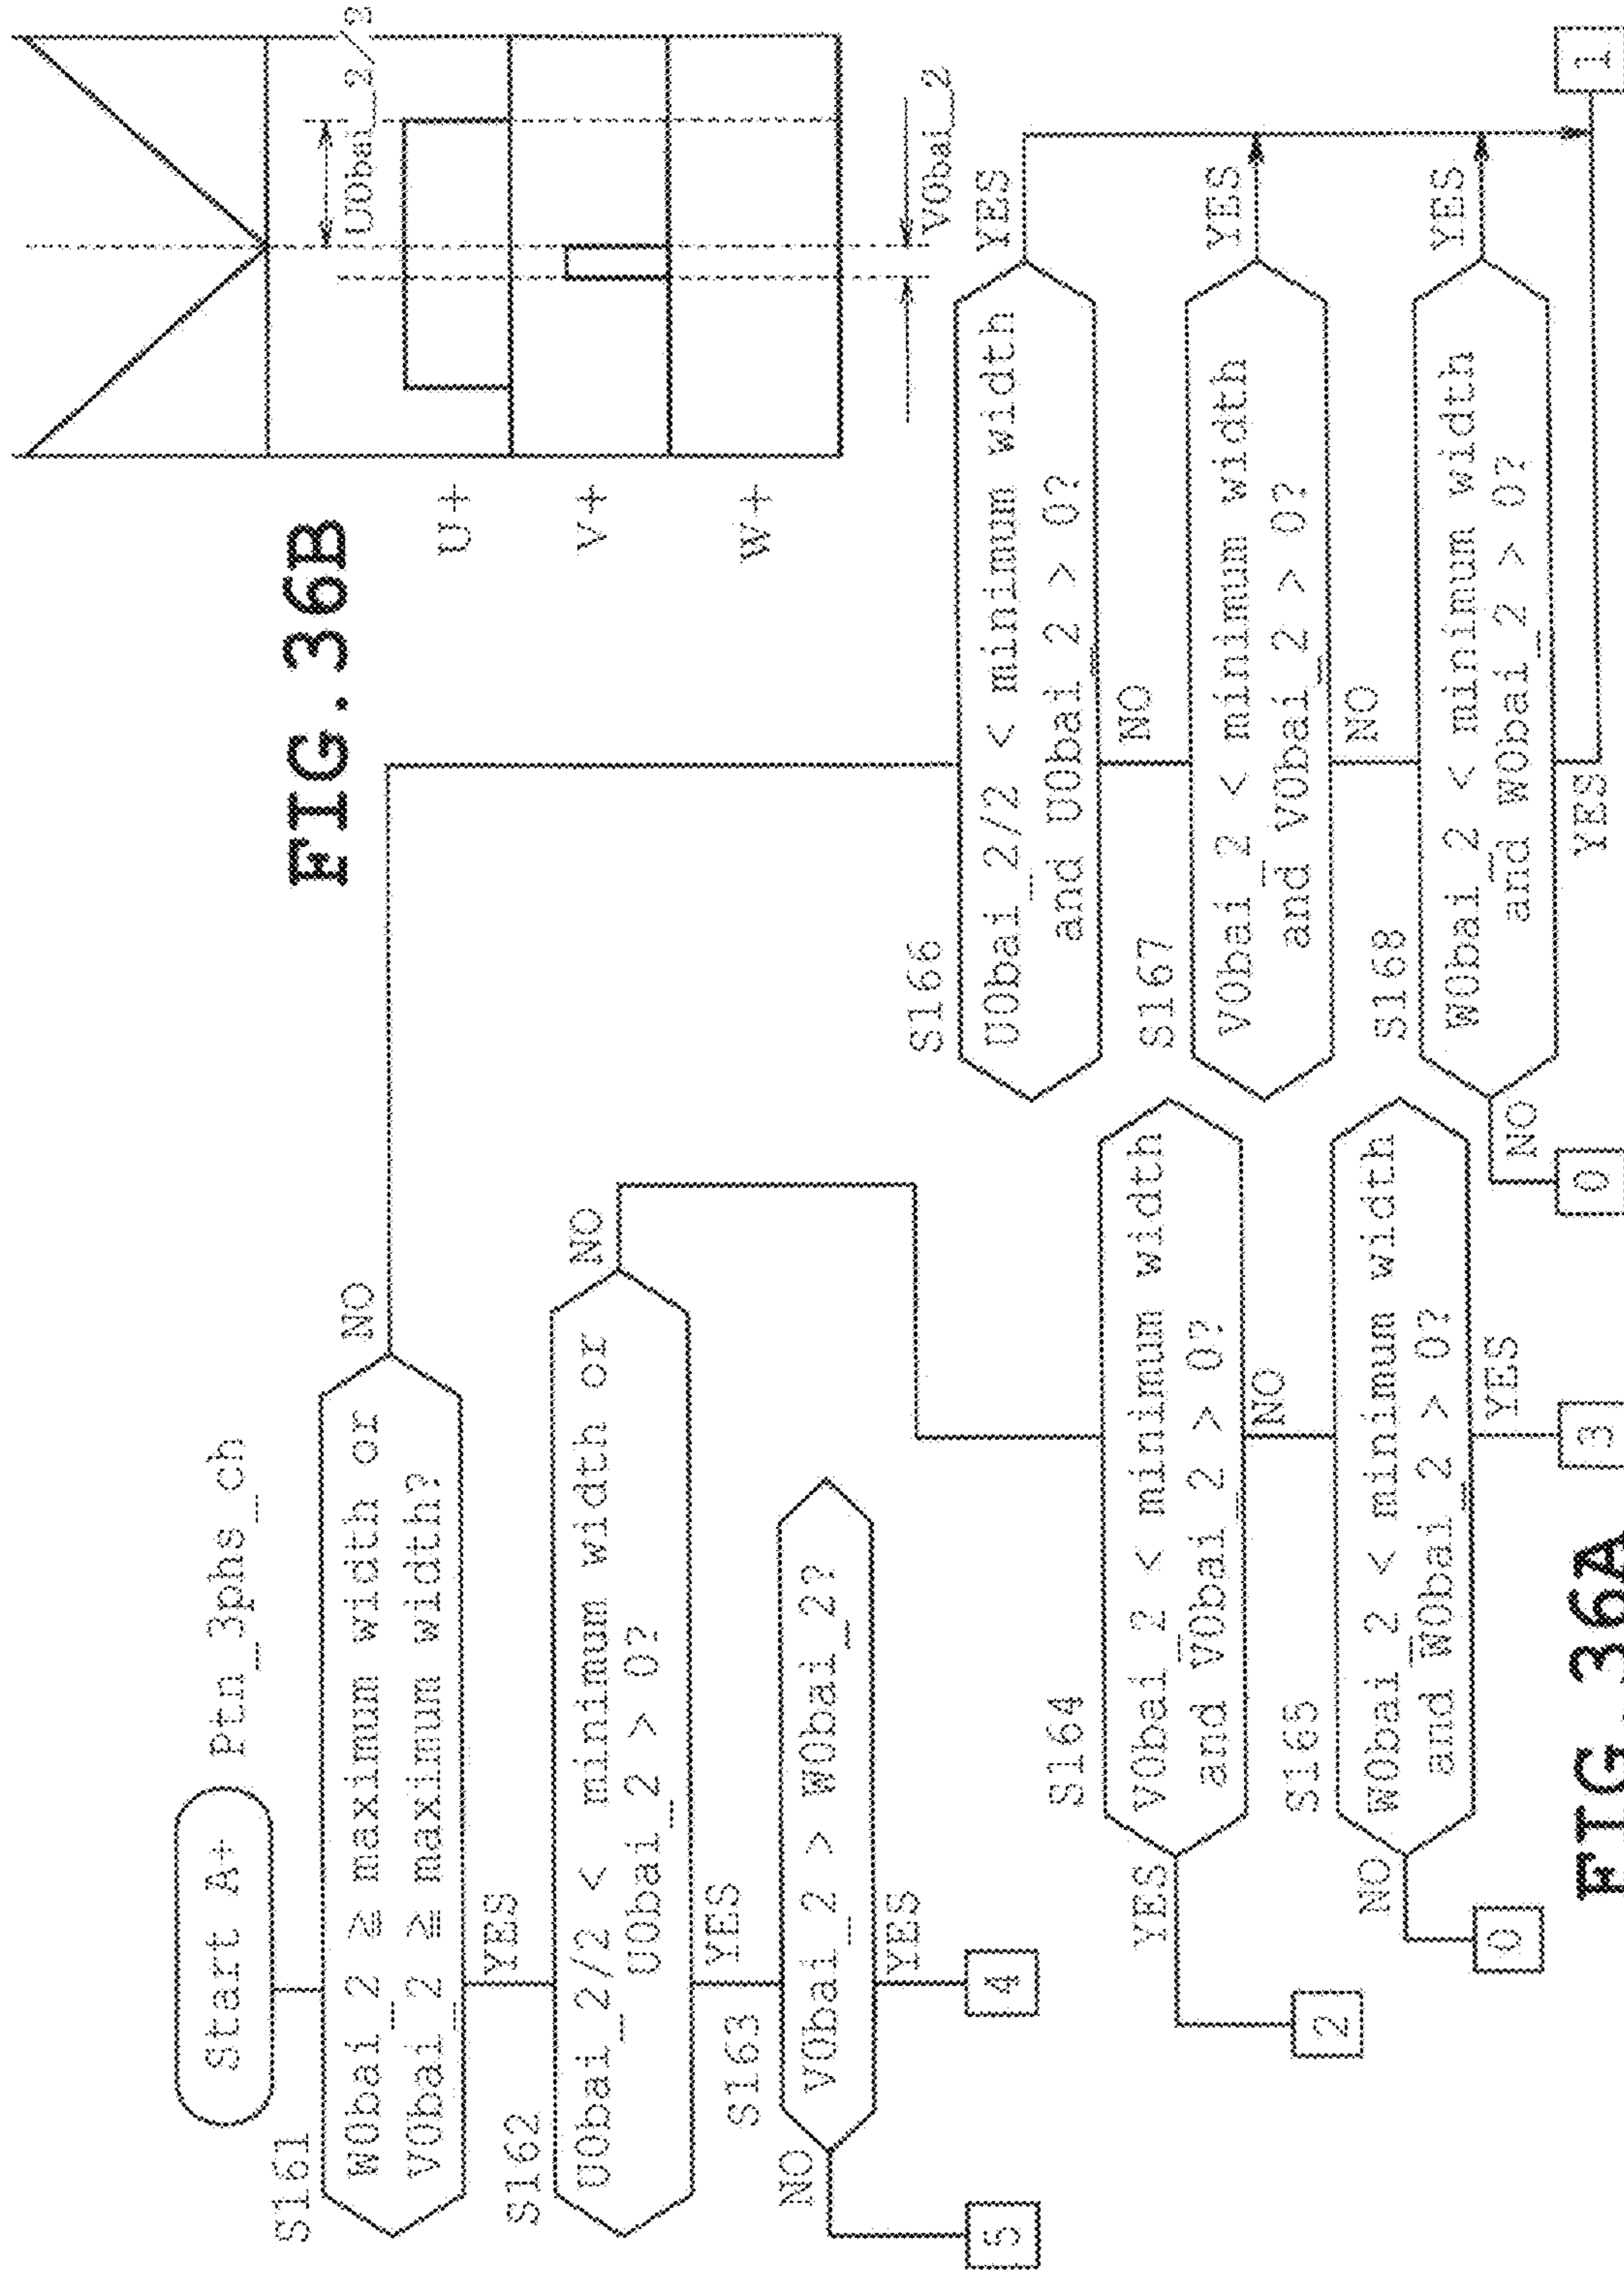 Start A+ Ptn_3phs_ch
S161
W0bai_2 ≧ maximum width or
V0bai_2 ≧ maximum width?
NO
YES
S162
U0bai_2/2 < minimum width or
U0bai_2 > 0?
NO
YES
S163
V0bai_2 > W0bai_2?
NO
YES
5
4
S164
V0bai_2 < minimum width
and V0bai_2 > 0?
YES
NO
2
S165
W0bai_2 < minimum width
and W0bai_2 > 0?
NO
YES
0
3
FIG. 36A
FIG. 36B
U+
V+
W+
U0bai_2/2
V0bai_2
S166
U0bai_2/2 < minimum width
and U0bai_2 > 0?
YES
NO
S167
V0bai_2 < minimum width
and V0bai_2 > 0?
YES
NO
S168
W0bai_2 < minimum width
and W0bai_2 > 0?
YES
NO
YES
0
1